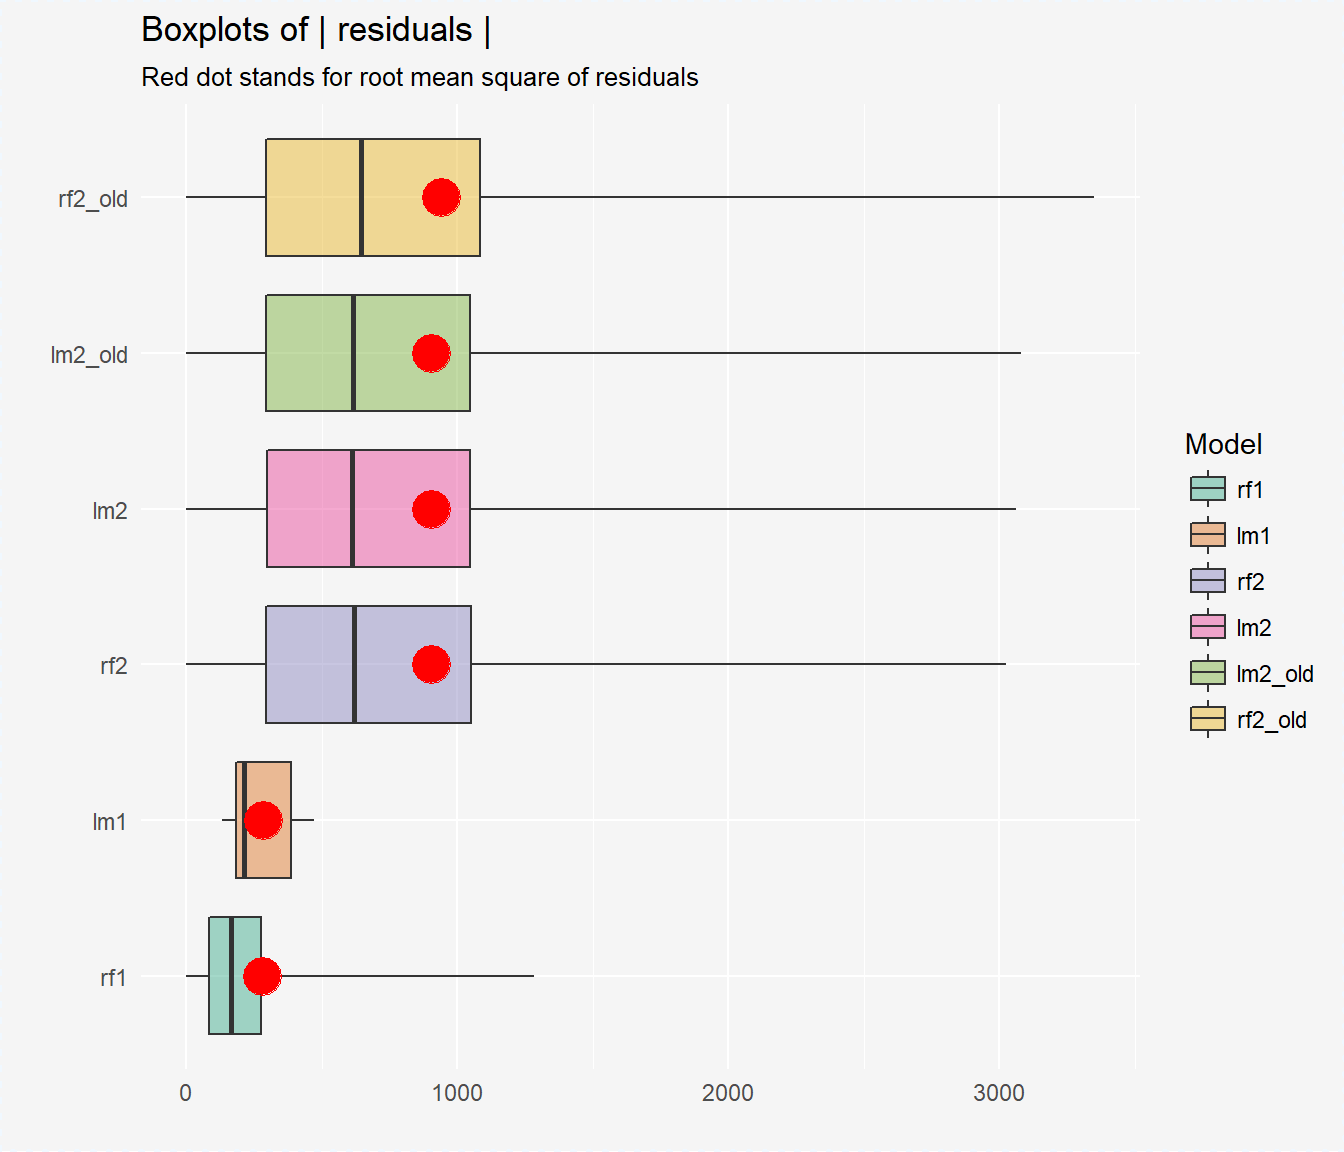 Boxplots of | residuals |
Red dot stands for root mean square of residuals
rf2_old
lm2_old
lm2
rf2
lm1
rf1
0 1000 2000 3000
Model
rf1
lm1
rf2
lm2
lm2_old
rf2_old